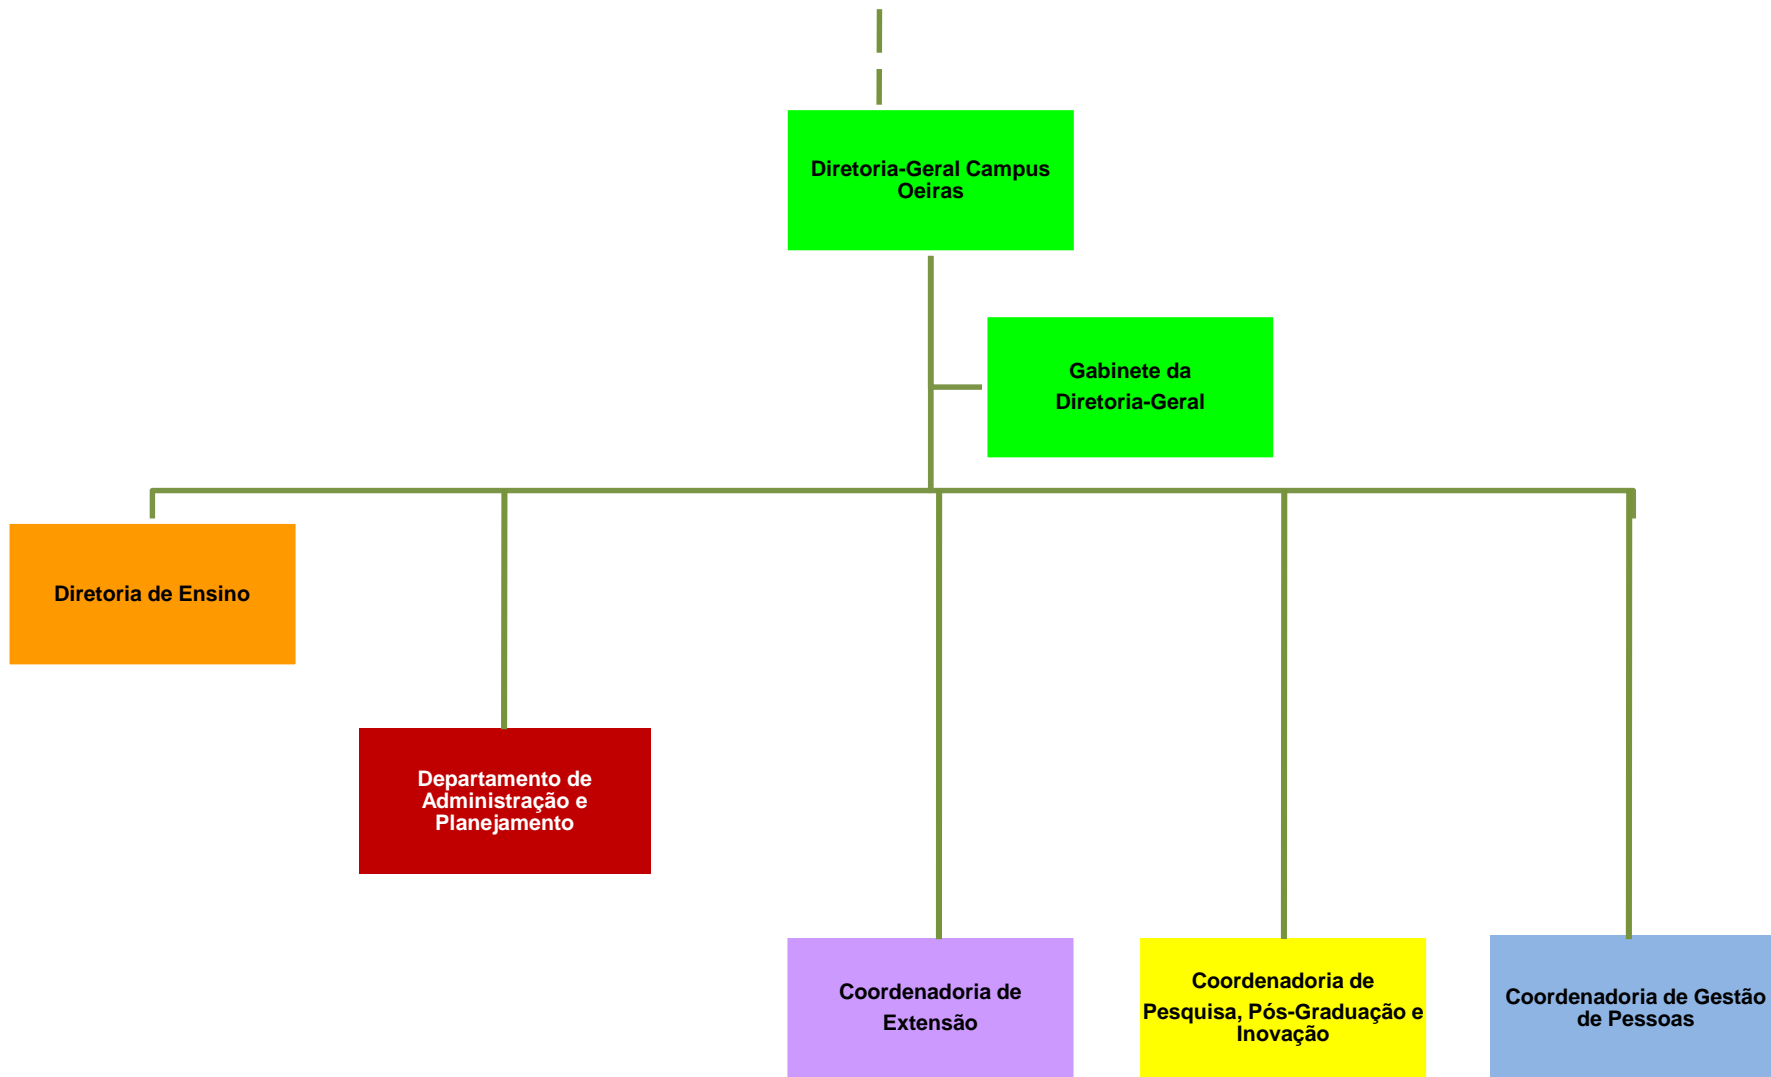 Diretoria-Geral Campus
Oeiras
Gabinete da
Diretoria-Geral
Diretoria de Ensino
Departamento de
Administração e
Planejamento
Coordenadoria de
Extensão
Coordenadoria de
Pesquisa, Pós-Graduação e
Inovação
Coordenadoria de Gestão
de Pessoas